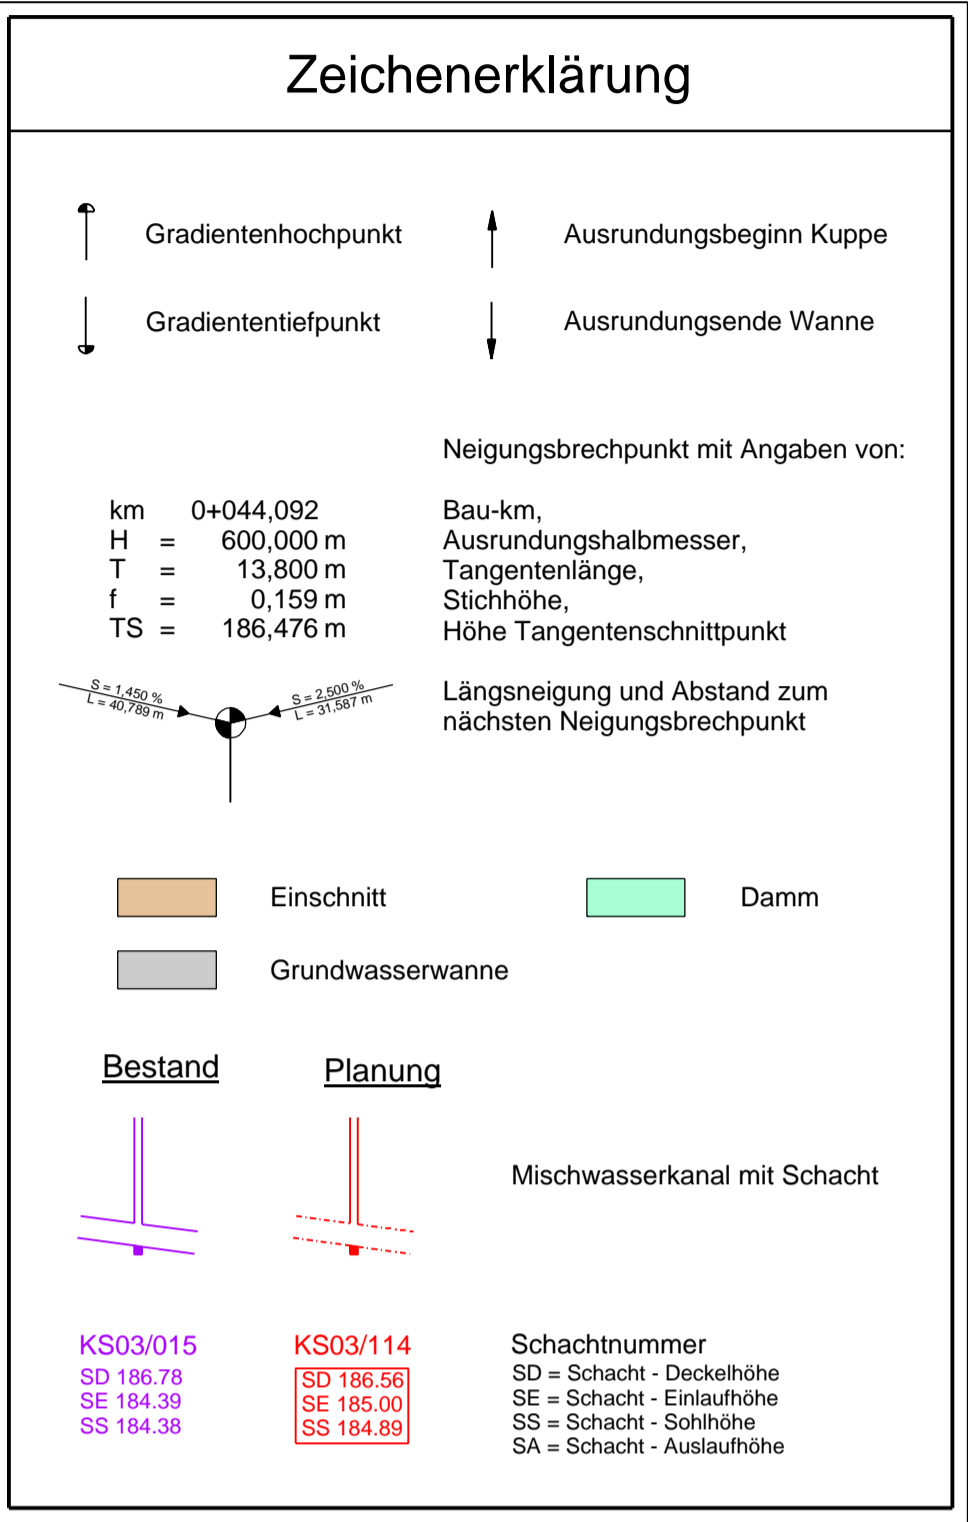 Zeichenerklärung
Gradientenhochpunkt
Ausrundungsbeginn Kuppe
Gradiententiefpunkt
Ausrundungsende Wanne
Neigungsbrechpunkt mit Angaben von:
km 0+044,092 Bau-km,
H = 600,000 m Ausrundungshalbmesser,
T = 13,800 m Tangentenlänge,
f = 0,159 m Stichhöhe,
TS = 186,476 m Höhe Tangentenschnittpunkt
S = 1,450 %
L = 40,789 m
S = 2,500 %
L = 31,587 m
Längsneigung und Abstand zum
nächsten Neigungsbrechpunkt
Einschnitt
Damm
Grundwasserwanne
Bestand
Planung
Mischwasserkanal mit Schacht
KS03/015
SD 186.78
SE 184.39
SS 184.38
KS03/114
SD 186.56
SE 185.00
SS 184.89
Schachtnummer
SD = Schacht - Deckelhöhe
SE = Schacht - Einlaufhöhe
SS = Schacht - Sohlhöhe
SA = Schacht - Auslaufhöhe